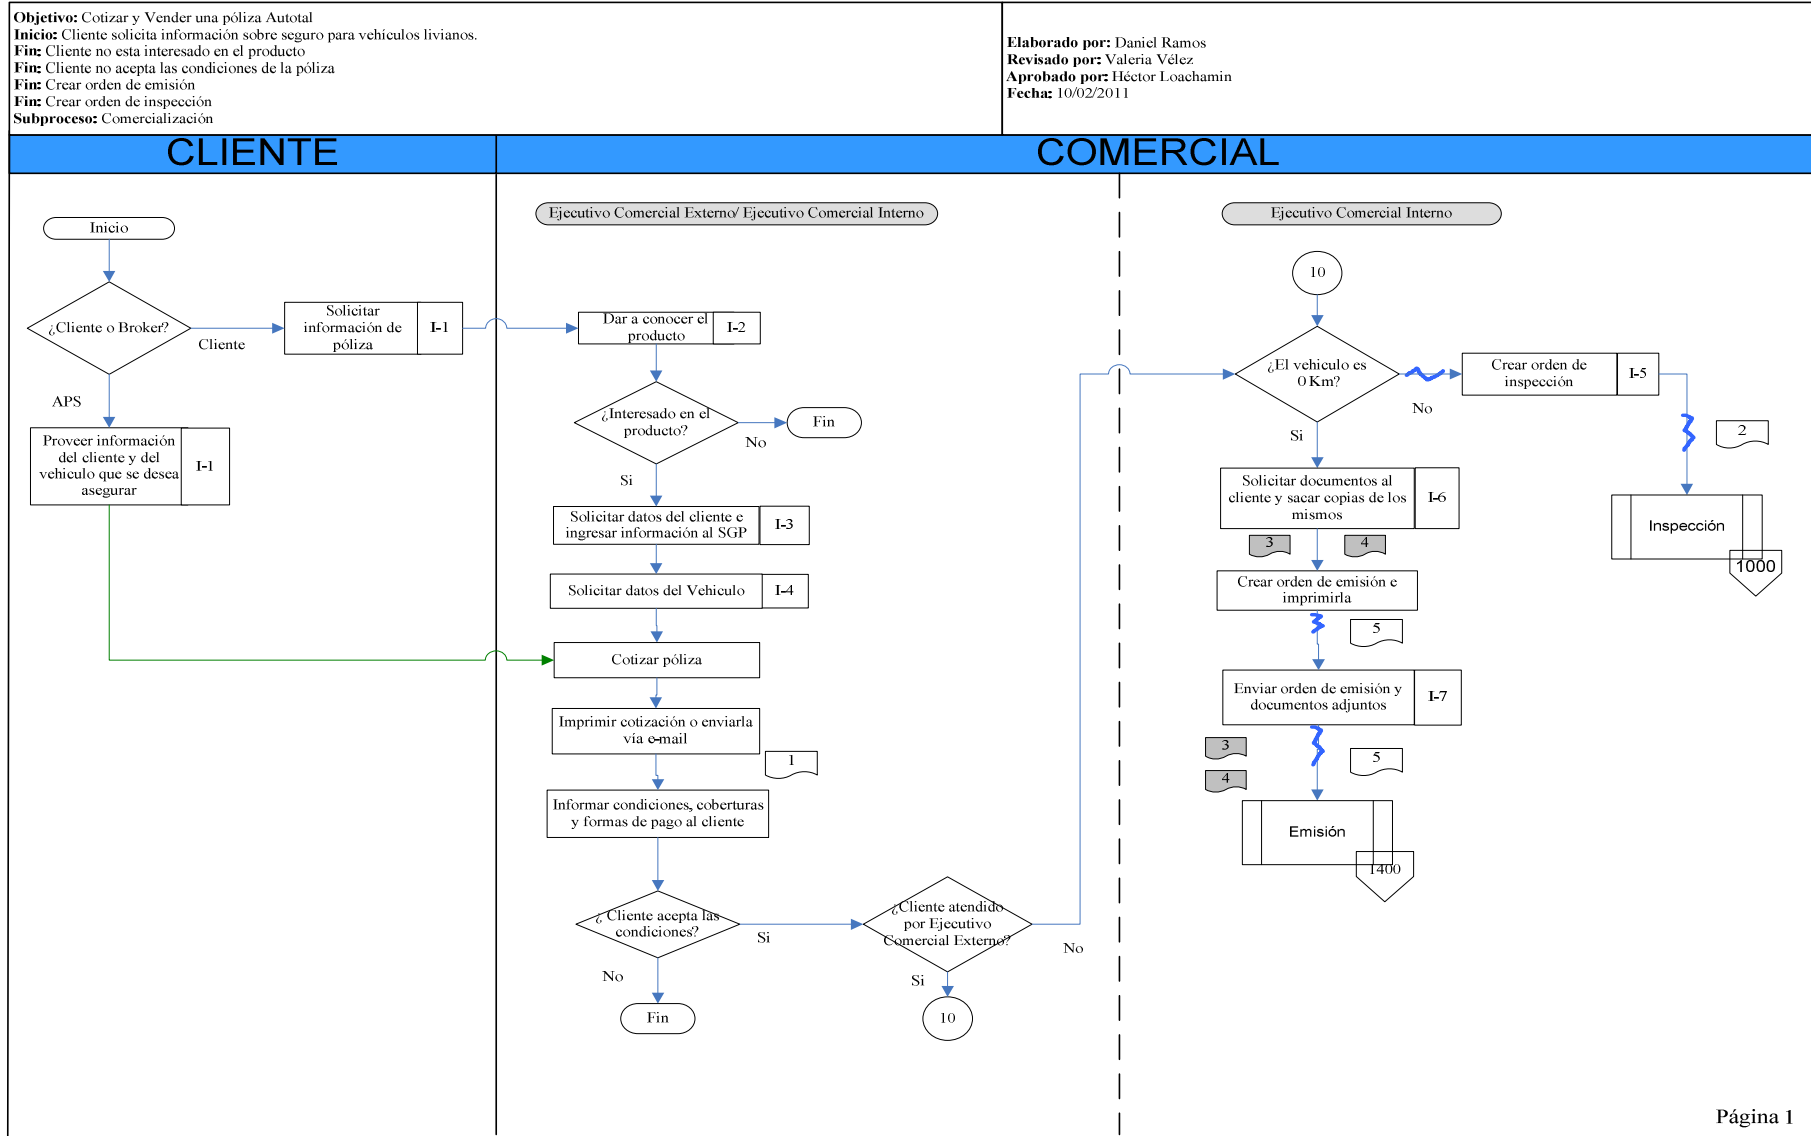 Objetivo: Cotizar y Vender una póliza Autotal
Inicio: Cliente solicita información sobre seguro para vehículos livianos.
Fin: Cliente no esta interesado en el producto
Fin: Cliente no acepta las condiciones de la póliza
Fin: Crear orden de emisión
Fin: Crear orden de inspección
Subproceso: Comercialización
Elaborado por: Daniel Ramos
Revisado por: Valeria Vélez
Aprobado por: Héctor Loachamin
Fecha: 10/02/2011
CLIENTE
COMERCIAL
Inicio
¿Cliente o Broker?
Cliente
APS
Solicitar
información de
póliza
I-1
Proveer información
del cliente y del
vehiculo que se desea
asegurar
I-1
Ejecutivo Comercial Externo/ Ejecutivo Comercial Interno
Dar a conocer el
producto
I-2
¿Interesado en el
producto?
No
Fin
Si
Solicitar datos del cliente e
ingresar información al SGP
I-3
Solicitar datos del Vehiculo
I-4
Cotizar póliza
Imprimir cotización o enviarla
vía e-mail
1
Informar condiciones, coberturas
y formas de pago al cliente
¿ Cliente acepta las
condiciones?
Si
No
Fin
¿Cliente atendido
por Ejecutivo
Comercial Externo?
No
Si
10
Ejecutivo Comercial Interno
10
¿El vehiculo es
0 Km?
No
Si
Crear orden de
inspección
I-5
2
Inspección
1000
Solicitar documentos al
cliente y sacar copias de los
mismos
I-6
3
4
Crear orden de emisión e
imprimirla
5
Enviar orden de emisión y
documentos adjuntos
I-7
3
4
5
Emisión
1400
Página 1